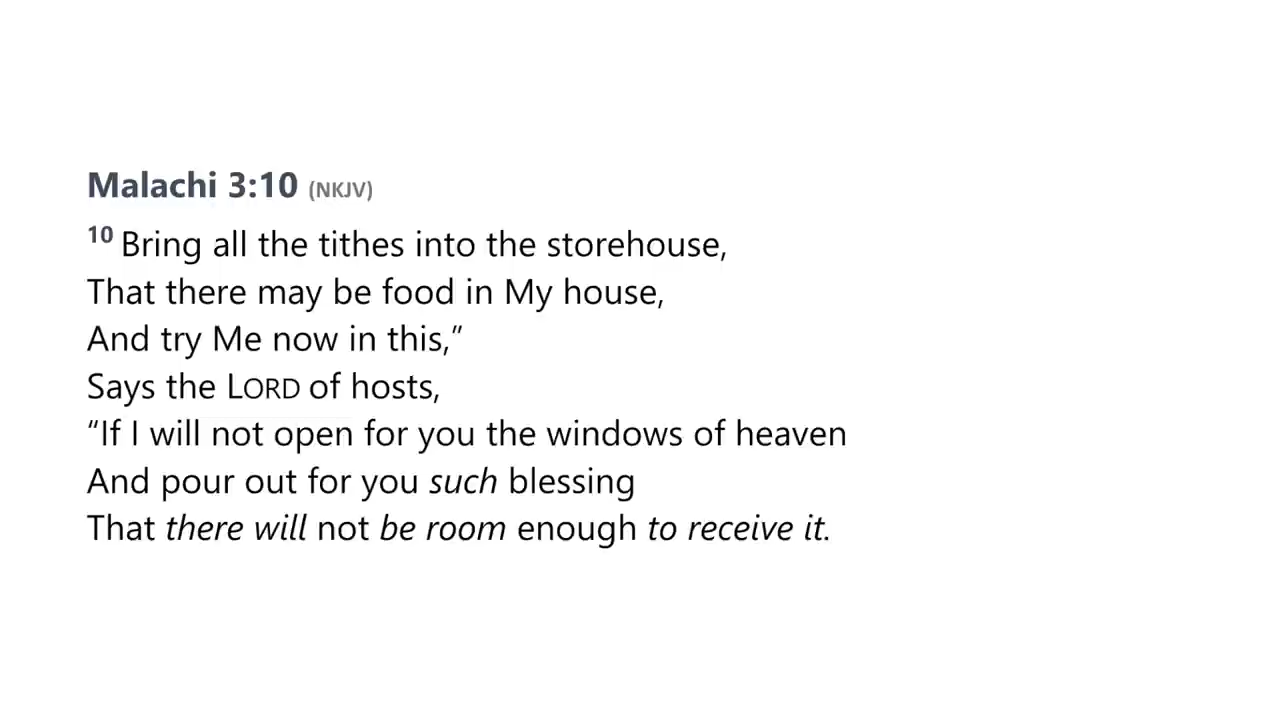 Malachi 3:10 (NKJV)
10 Bring all the tithes into the storehouse,
That there may be food in My house,
And try Me now in this,”
Says the LORD of hosts,
“If I will not open for you the windows of heaven
And pour out for you such blessing
That there will not be room enough to receive it.